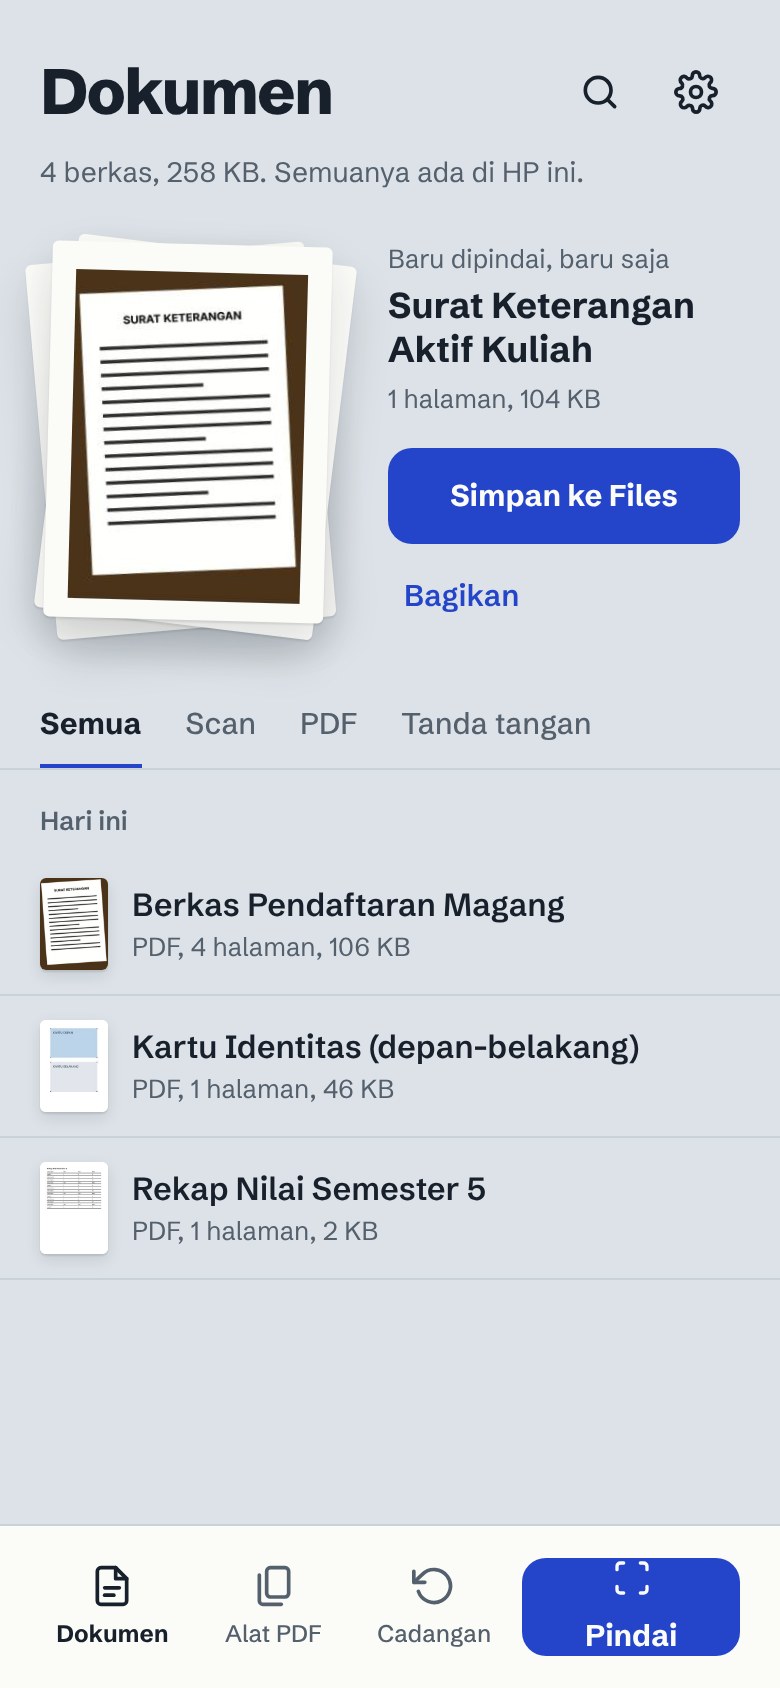 Dokumen
4 berkas, 258 KB. Semuanya ada di HP ini.
SURAT KETERANGAN
Baru dipindai, baru saja
Surat Keterangan
Aktif Kuliah
1 halaman, 104 KB
Simpan ke Files
Bagikan
Semua
Scan
PDF
Tanda tangan
Hari ini
SURAT KETERANGAN
Berkas Pendaftaran Magang
PDF, 4 halaman, 106 KB
Kartu Identitas (depan-belakang)
PDF, 1 halaman, 46 KB
Rekap Nilai Semester 5
PDF, 1 halaman, 2 KB
Dokumen
Alat PDF
Cadangan
Pindai